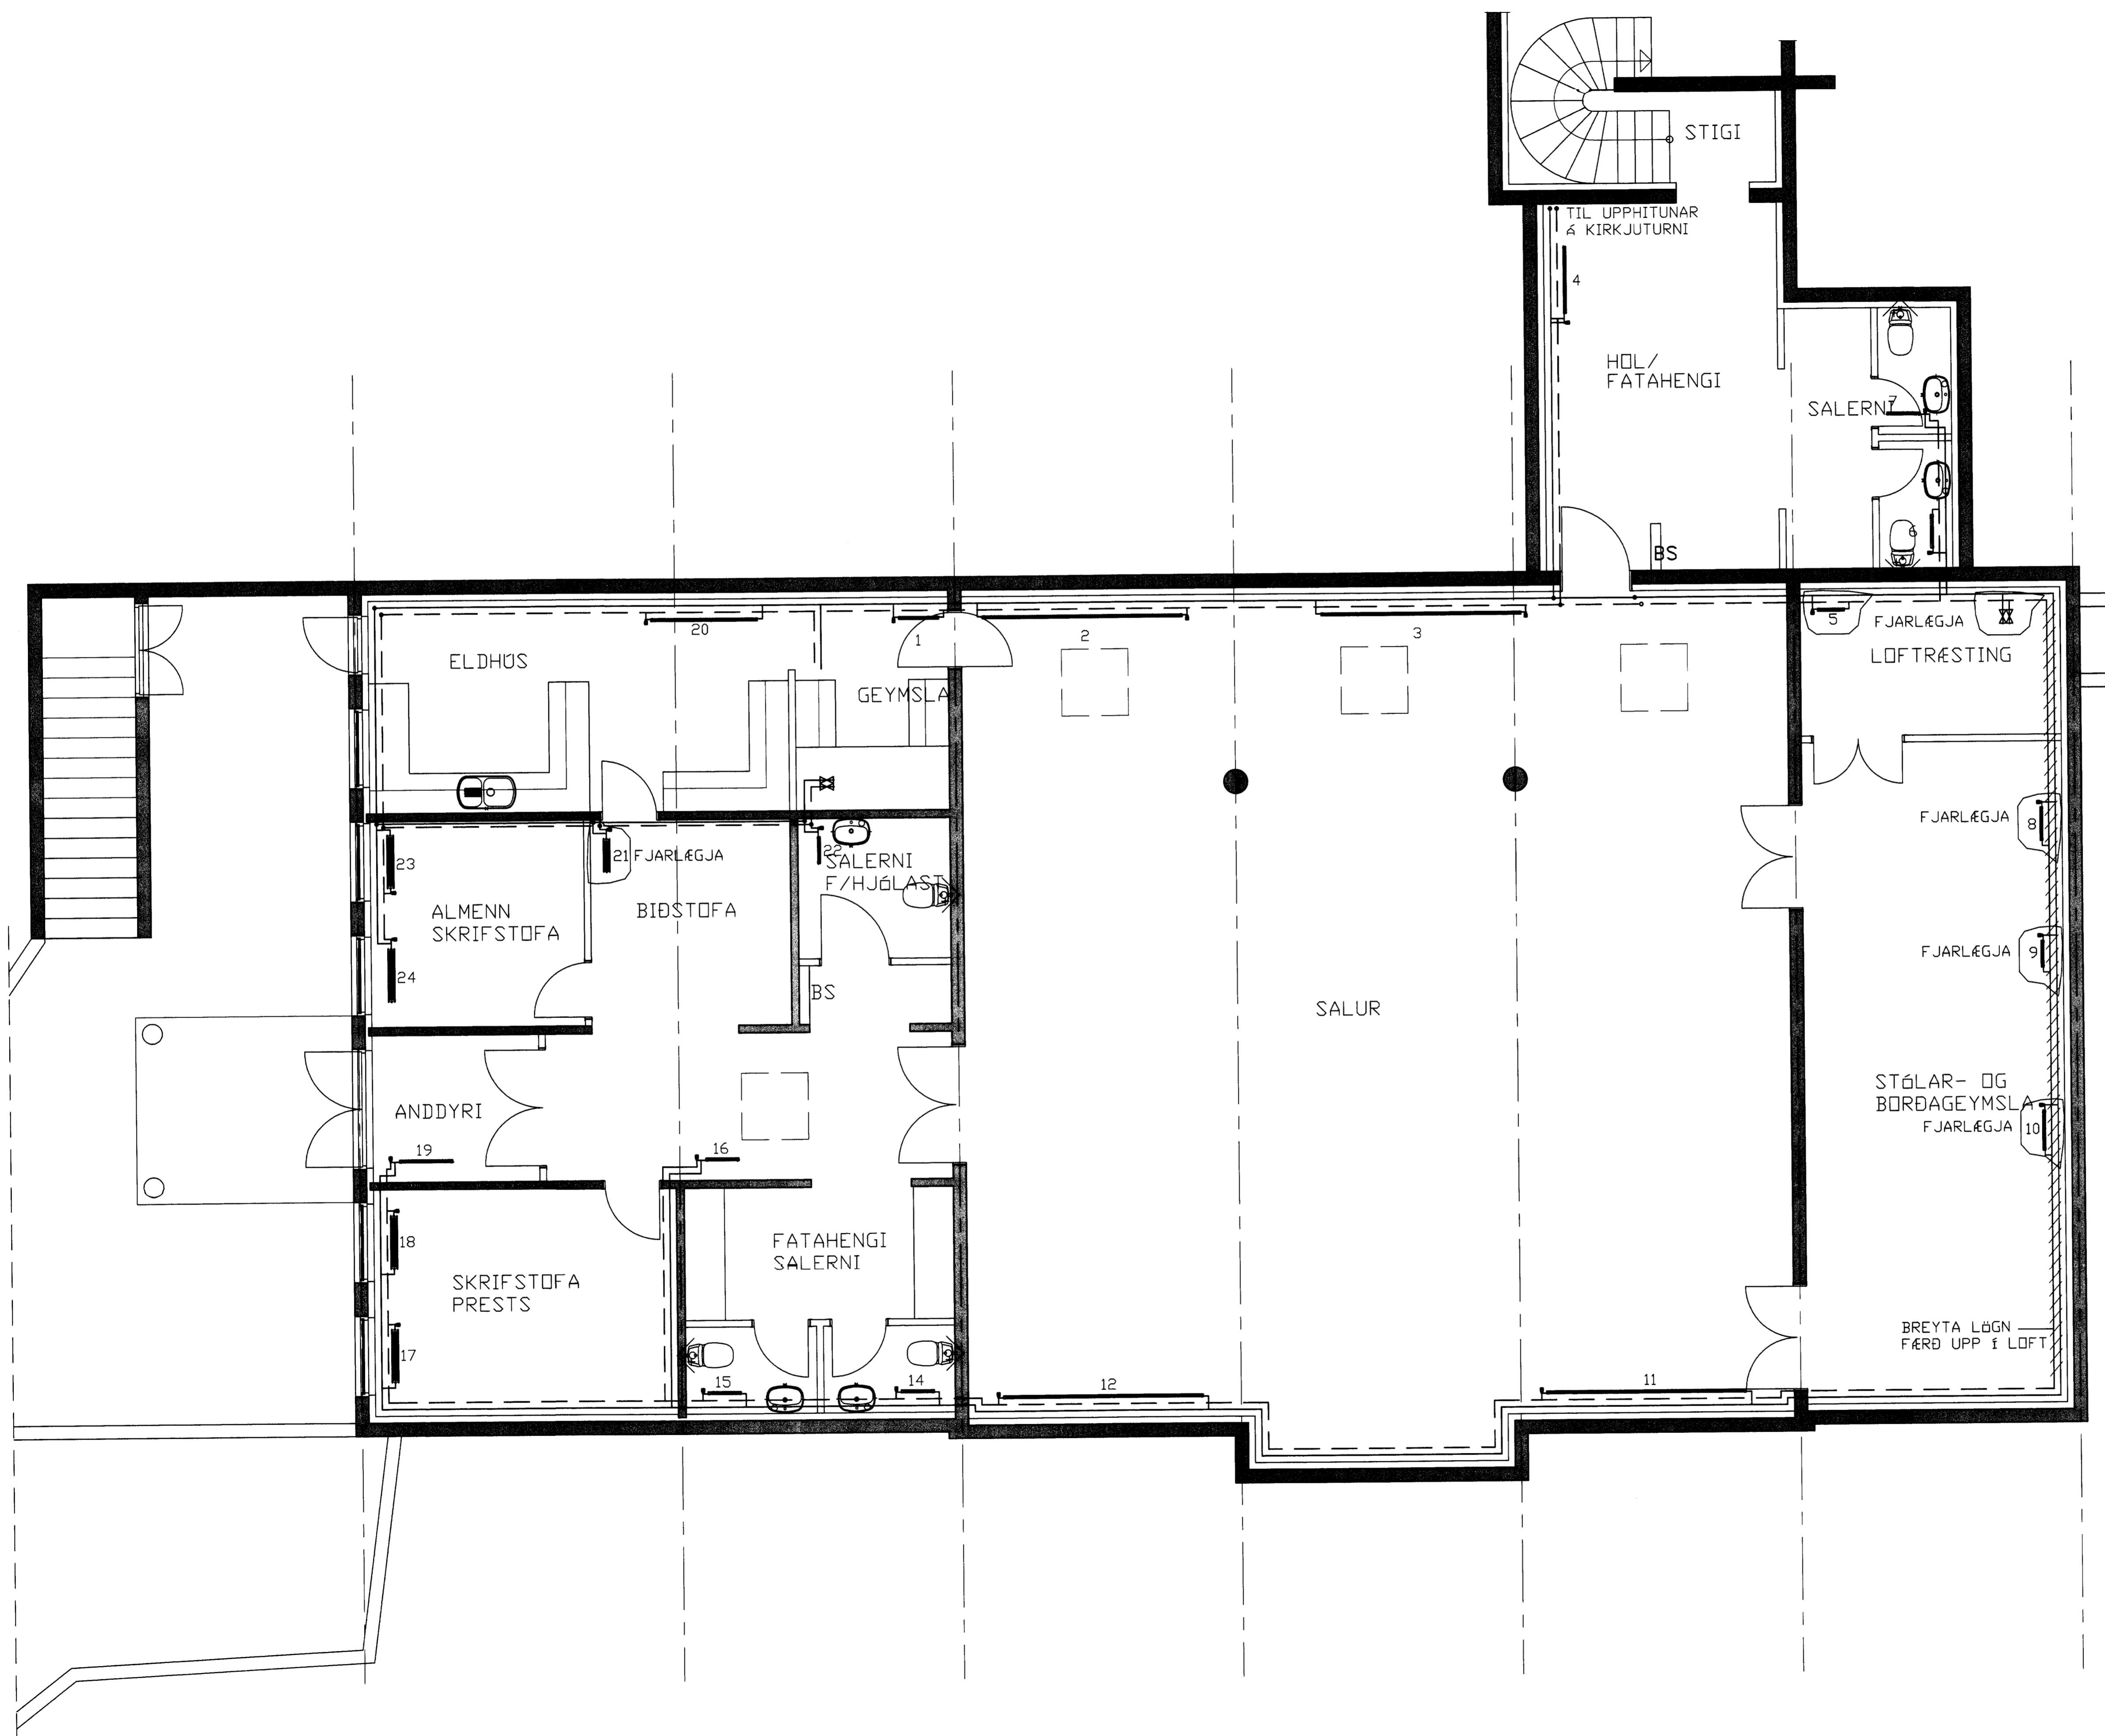 STIGI
TIL UPPHITUNAR
Á KIRKJUTURNI
4
HOL/
FATAHENGI
SALERNI
7
6
BS
20
1
2
3
5
FJARLÆGJA
LOFTRÆSTING
ELDHÚS
GEYMSLA
FJARLÆGJA
8
23
21
FJARLÆGJA
22
SALERNI
F/HJÓLAST
ALMENN
SKRIFSTOFA
BIÐSTOFA
FJARLÆGJA
9
24
BS
SALUR
STÓLAR- OG
BORÐAGEYMSLA
FJARLÆGJA
10
ANDDYRI
19
16
18
FATAHENGI
SALERNI
SKRIFSTOFA
PRESTS
17
15
14
12
11
BREYTA LÖGN
FÆRÐ UPP Í LOFT